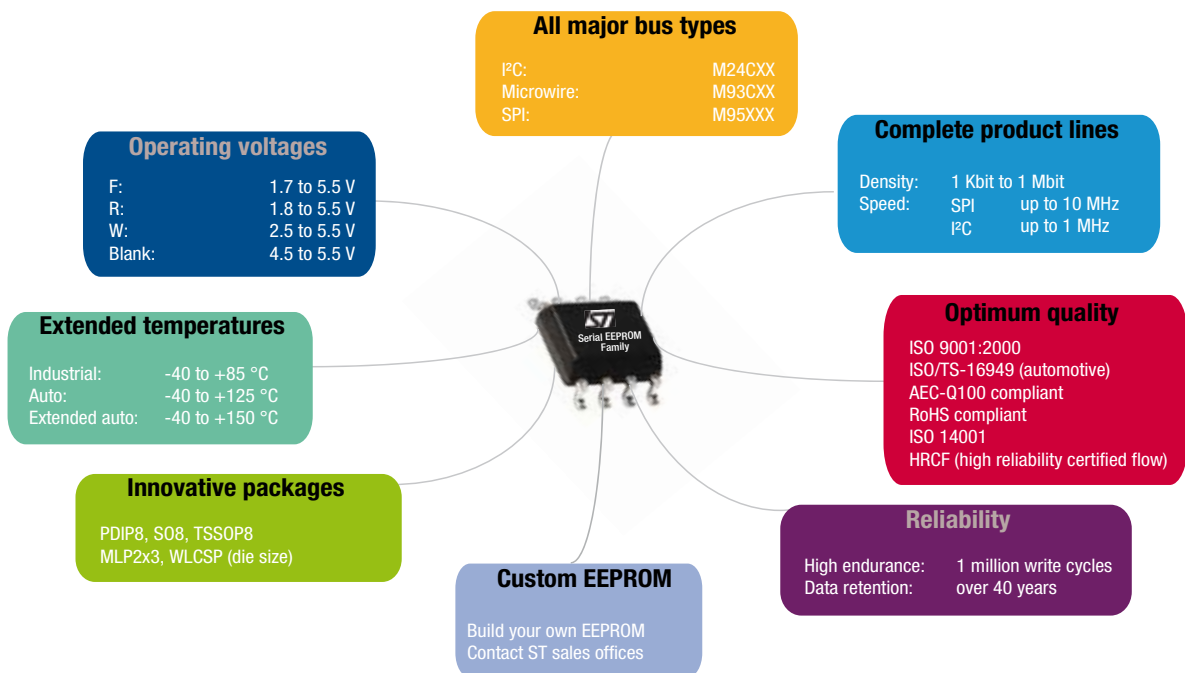 All major bus types
I²C: M24CXX
Microwire: M93CXX
SPI: M95XXX
Operating voltages
F: 1.7 to 5.5 V
R: 1.8 to 5.5 V
W: 2.5 to 5.5 V
Blank: 4.5 to 5.5 V
Complete product lines
Density: 1 Kbit to 1 Mbit
Speed: SPI up to 10 MHz
I²C up to 1 MHz
Extended temperatures
Industrial: -40 to +85 °C
Auto: -40 to +125 °C
Extended auto: -40 to +150 °C
ST
Serial EEPROM
Family
Optimum quality
ISO 9001:2000
ISO/TS-16949 (automotive)
AEC-Q100 compliant
RoHS compliant
ISO 14001
HRCF (high reliability certified flow)
Innovative packages
PDIP8, SO8, TSSOP8
MLP2x3, WLCSP (die size)
Custom EEPROM
Build your own EEPROM
Contact ST sales offices
Reliability
High endurance: 1 million write cycles
Data retention: over 40 years